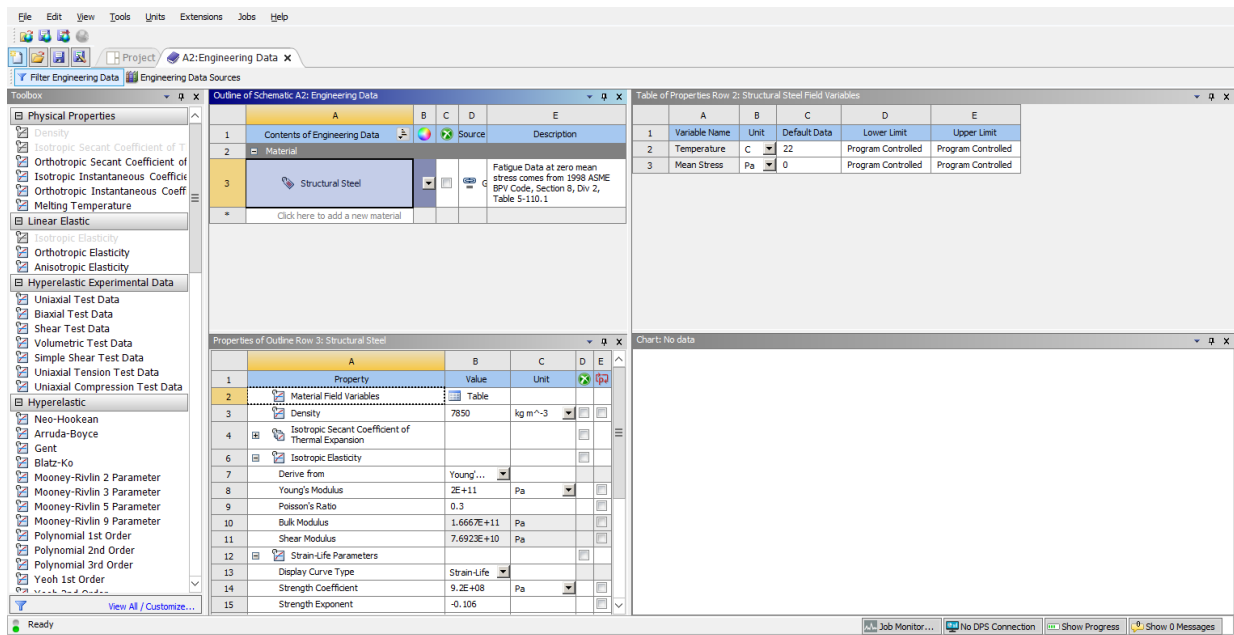 File Edit View Tools Units Extensions Jobs Help
Project A2:Engineering Data
Filter Engineering Data Engineering Data Sources
Toolbox
Physical Properties
Density
Isotropic Secant Coefficient of T
Orthotropic Secant Coefficient of
Isotropic Instantaneous Coefficie
Orthotropic Instantaneous Coeff
Melting Temperature
Linear Elastic
Isotropic Elasticity
Orthotropic Elasticity
Anisotropic Elasticity
Hyperelastic Experimental Data
Uniaxial Test Data
Biaxial Test Data
Shear Test Data
Volumetric Test Data
Simple Shear Test Data
Uniaxial Tension Test Data
Uniaxial Compression Test Data
Hyperelastic
Neo-Hookean
Arruda-Boyce
Gent
Blatz-Ko
Mooney-Rivlin 2 Parameter
Mooney-Rivlin 3 Parameter
Mooney-Rivlin 5 Parameter
Mooney-Rivlin 9 Parameter
Polynomial 1st Order
Polynomial 2nd Order
Polynomial 3rd Order
Yeoh 1st Order
View All / Customize...
Outline of Schematic A2: Engineering Data
A B C D E
1 Contents of Engineering Data Source Description
2 Material
3 Structural Steel G Fatigue Data at zero mean
stress comes from 1998 ASME
BPV Code, Section 8, Div 2,
Table 5-110.1
* Click here to add a new material
Table of Properties Row 2: Structural Steel Field Variables
A B C D E
1 Variable Name Unit Default Data Lower Limit Upper Limit
2 Temperature C 22 Program Controlled Program Controlled
3 Mean Stress Pa 0 Program Controlled Program Controlled
Properties of Outline Row 3: Structural Steel
A B C D E
1 Property Value Unit
2 Material Field Variables Table
3 Density 7850 kg m^-3
4 Isotropic Secant Coefficient of
Thermal Expansion
6 Isotropic Elasticity
7 Derive from Young'...
8 Young's Modulus 2E+11 Pa
9 Poisson's Ratio 0.3
10 Bulk Modulus 1.6667E+11 Pa
11 Shear Modulus 7.6923E+10 Pa
12 Strain-Life Parameters
13 Display Curve Type Strain-Life
14 Strength Coefficient 9.2E+08 Pa
15 Strength Exponent -0.106
Chart: No data
Ready
Job Monitor... No DPS Connection Show Progress Show 0 Messages